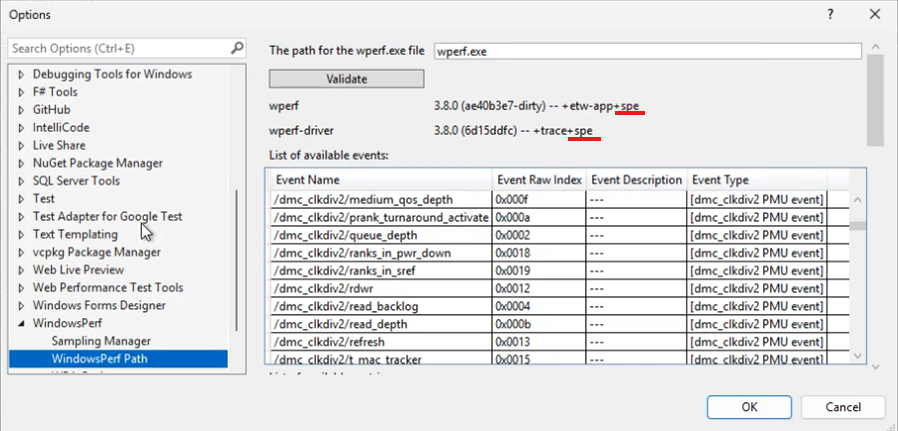 Options
?
Search Options (Ctrl+E)
Debugging Tools for Windows
F# Tools
GitHub
IntelliCode
Live Share
NuGet Package Manager
SQL Server Tools
Test
Test Adapter for Google Test
Text Templating
vcpkg Package Manager
Web Live Preview
Web Performance Test Tools
Windows Forms Designer
WindowsPerf
Sampling Manager
WindowsPerf Path
The path for the wperf.exe file wperf.exe
Validate
wperf 3.8.0 (ae40b3e7-dirty) -- +etw-app+spe
wperf-driver 3.8.0 (6d15ddfc) -- +trace+spe
List of available events:
Event Name Event Raw Index Event Description Event Type
/dmc_clkdiv2/medium_qos_depth 0x000f --- [dmc_clkdiv2 PMU event]
/dmc_clkdiv2/prank_turnaround_activate 0x000a --- [dmc_clkdiv2 PMU event]
/dmc_clkdiv2/queue_depth 0x0002 --- [dmc_clkdiv2 PMU event]
/dmc_clkdiv2/ranks_in_pwr_down 0x0018 --- [dmc_clkdiv2 PMU event]
/dmc_clkdiv2/ranks_in_sref 0x0019 --- [dmc_clkdiv2 PMU event]
/dmc_clkdiv2/rdwr 0x0012 --- [dmc_clkdiv2 PMU event]
/dmc_clkdiv2/read_backlog 0x0004 --- [dmc_clkdiv2 PMU event]
/dmc_clkdiv2/read_depth 0x000b --- [dmc_clkdiv2 PMU event]
/dmc_clkdiv2/refresh 0x0013 --- [dmc_clkdiv2 PMU event]
/dmc_clkdiv2/t_mac_tracker 0x0015 --- [dmc_clkdiv2 PMU event]
OK
Cancel